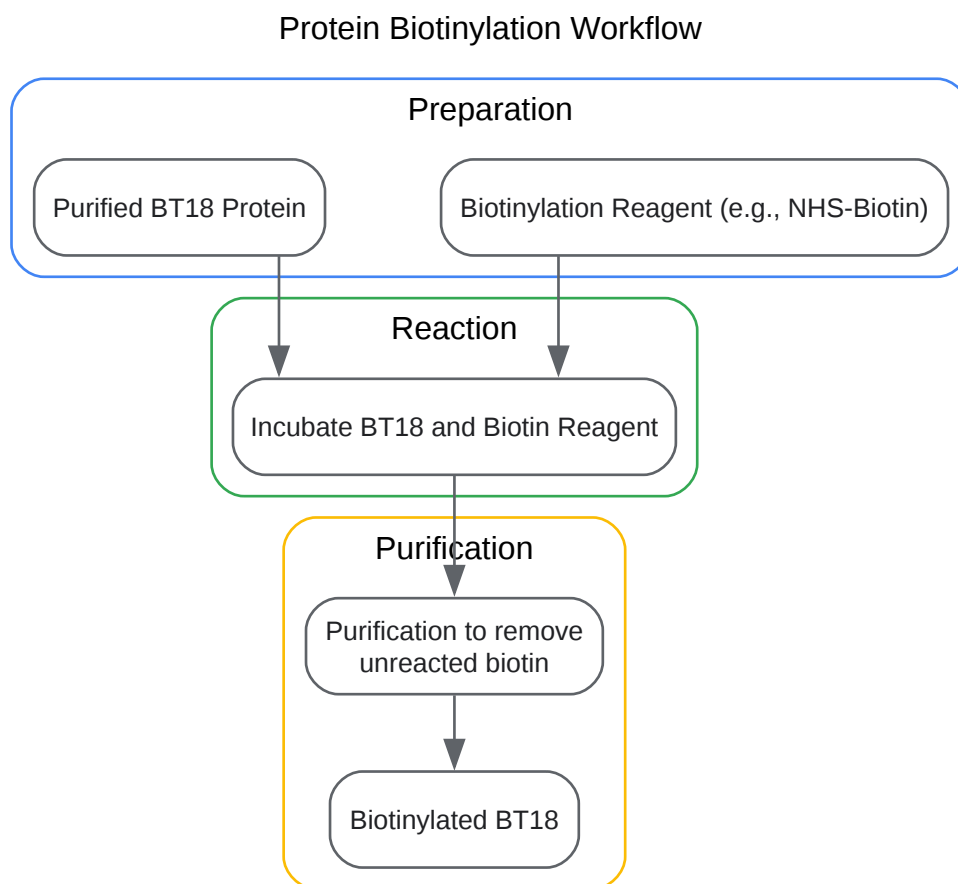 Protein Biotinylation Workflow
Preparation
Purified BT18 Protein
Biotinylation Reagent (e.g., NHS-Biotin)
Reaction
Incubate BT18 and Biotin Reagent
Purification
Purification to remove
unreacted biotin
Biotinylated BT18